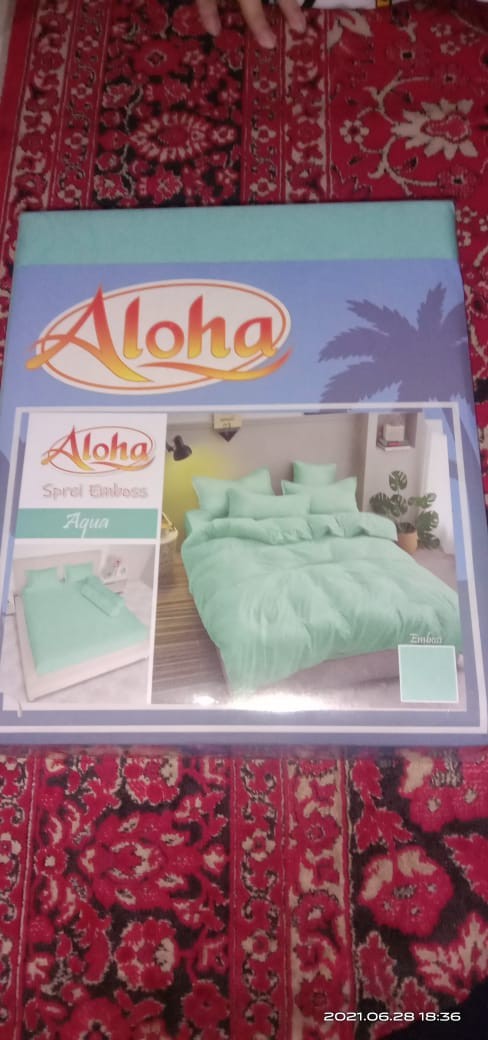 Aloha
Aloha
Sprei Emboss
Aqua
Emboss
2021.06.28 18:36